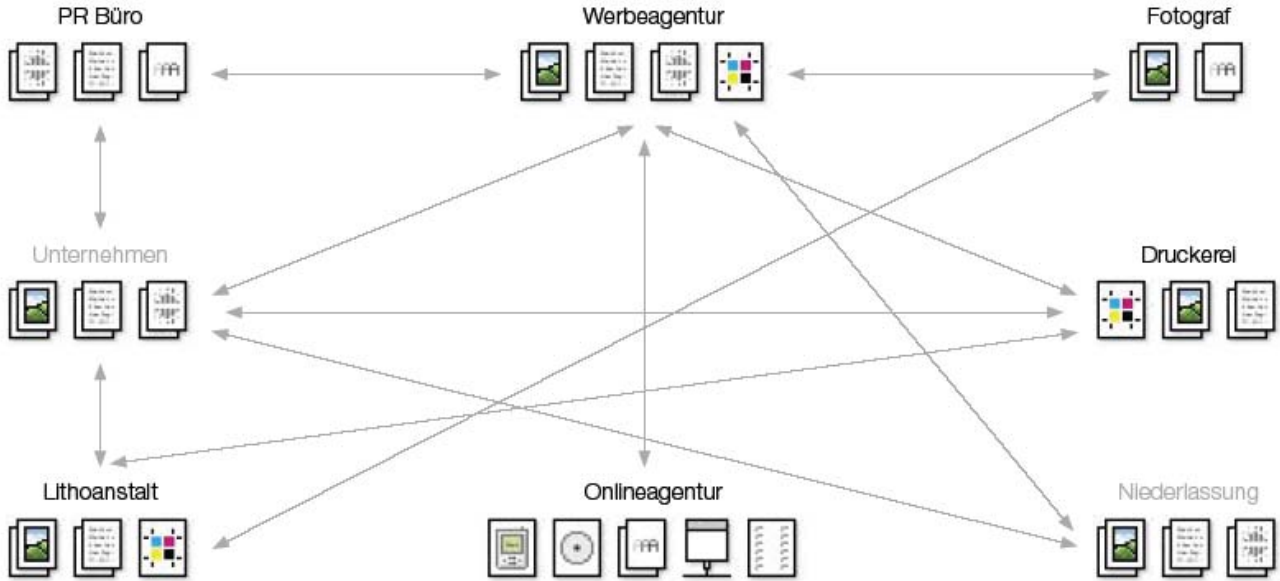 PR Büro
Werbeagentur
Fotograf
Unternehmen
Druckerei
Lithoanstalt
Onlineagentur
Niederlassung